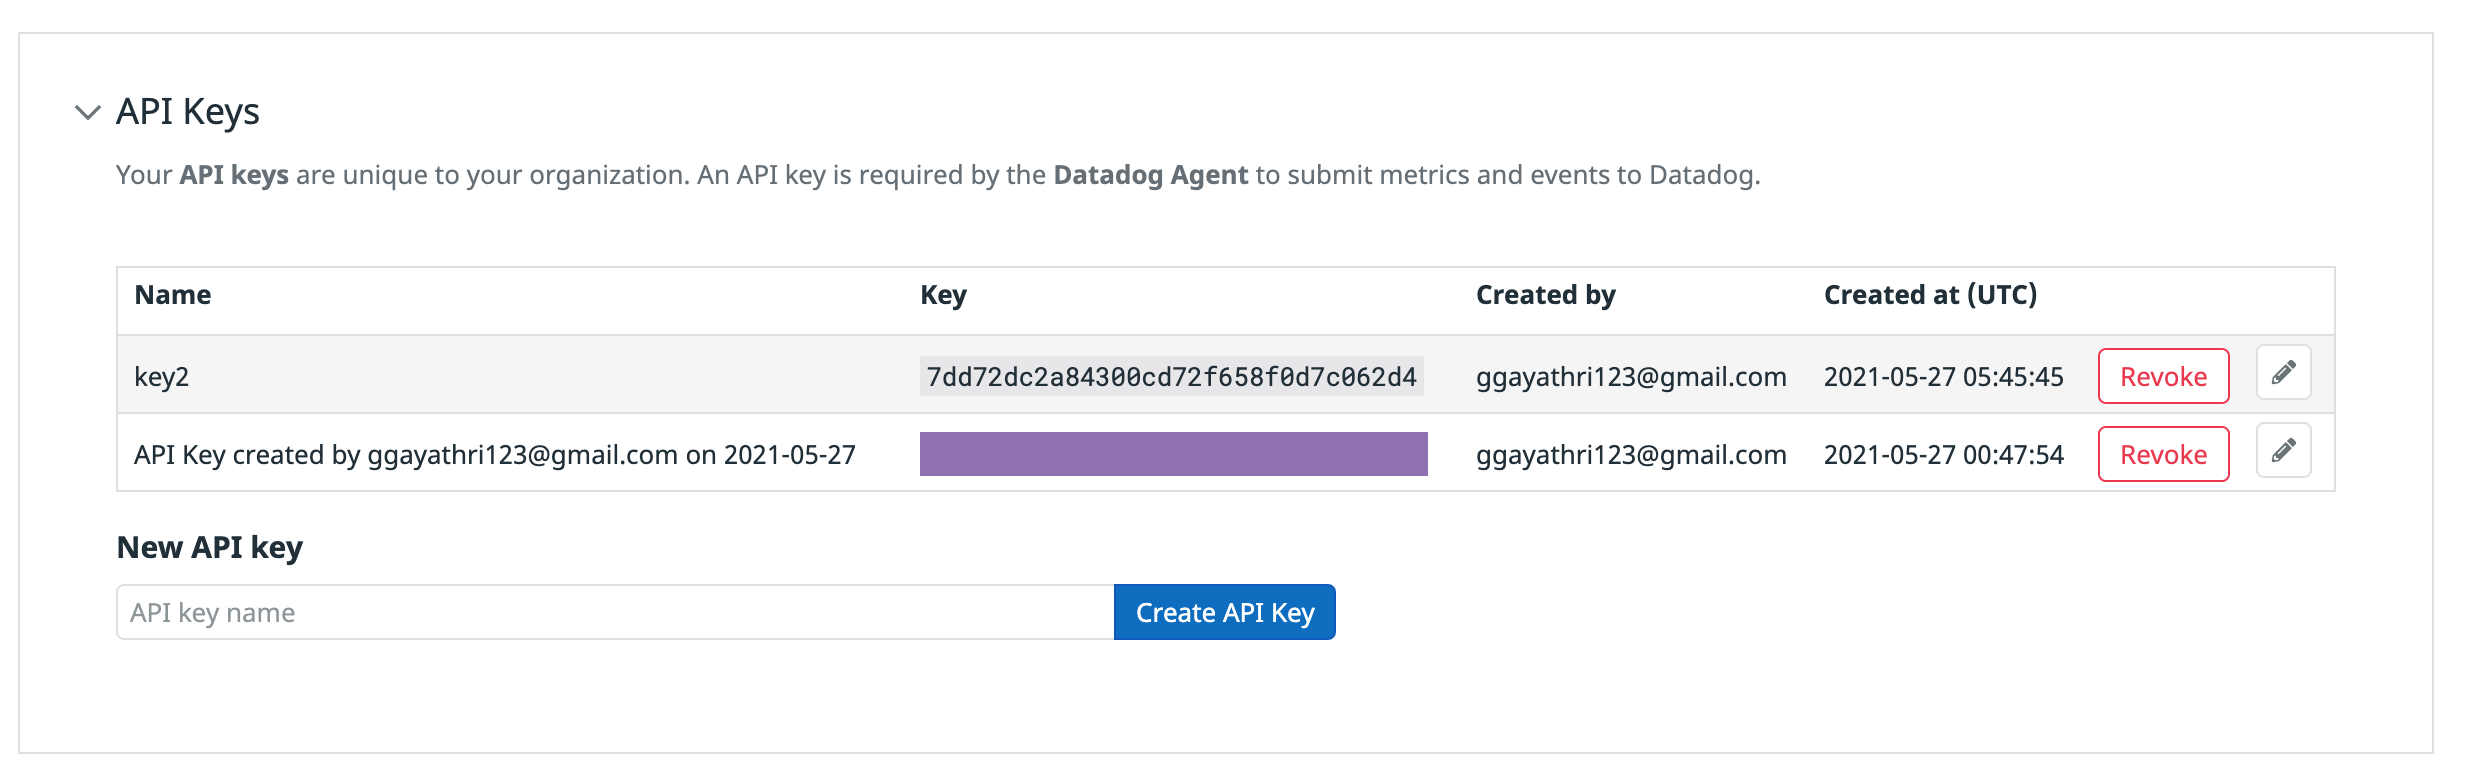 API Keys
Your API keys are unique to your organization. An API key is required by the Datadog Agent to submit metrics and events to Datadog.
Name Key Created by Created at (UTC)
key2 7dd72dc2a84300cd72f658f0d7c062d4 ggayathri123@gmail.com 2021-05-27 05:45:45 Revoke
API Key created by ggayathri123@gmail.com on 2021-05-27 ggayathri123@gmail.com 2021-05-27 00:47:54 Revoke
New API key
API key name Create API Key